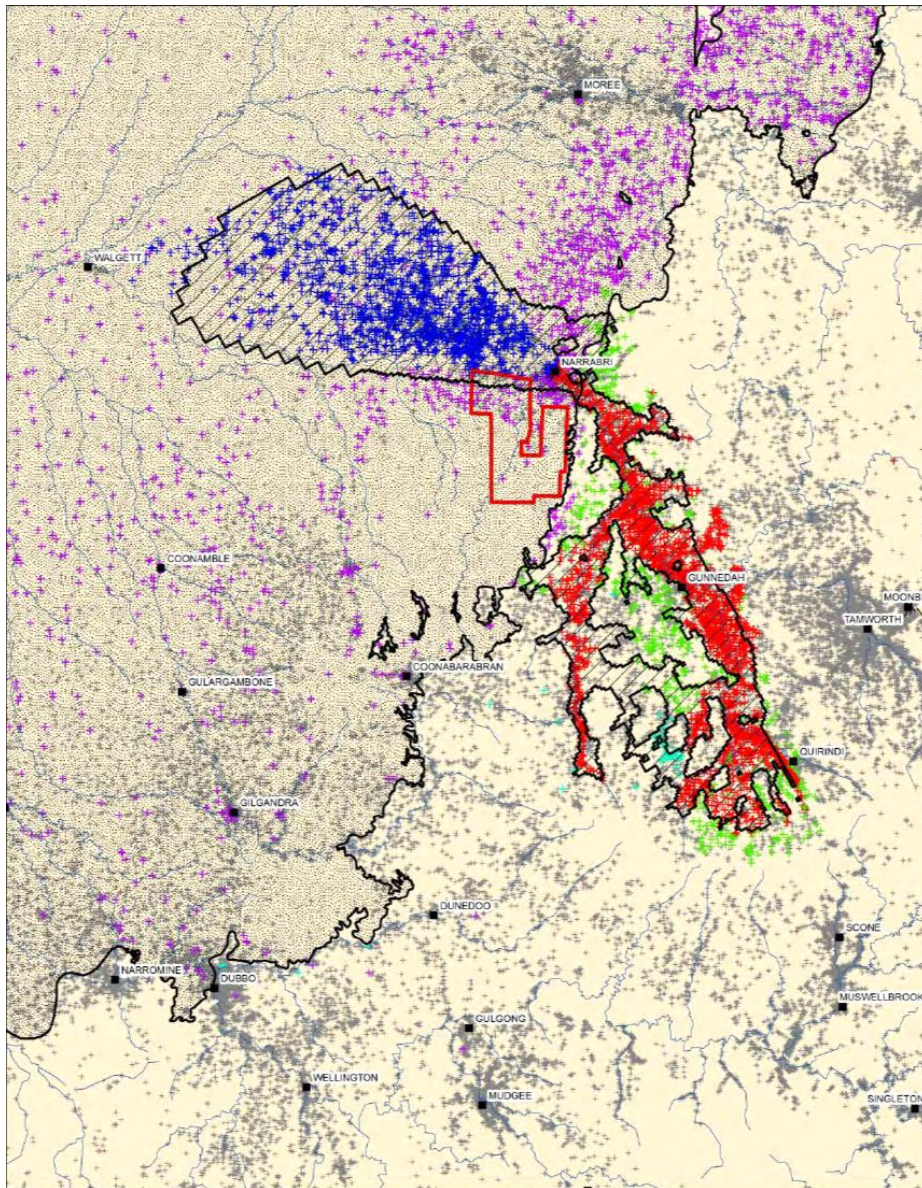 MOREE
WALGETT
NARRABRI
COONAMBLE
GUNNEDAH
MOONBI
TAMWORTH
COONABARABRAN
GULARGAMBONE
QUIRINDI
GILGANDRA
DUNEDOO
SCONE
NARROMINE
DUBBO
MUSWELLBROOK
GULGONG
WELLINGTON
MUDGEE
SINGLETON